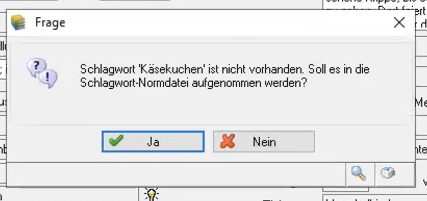 Frage
Schlagwort 'Käsekuchen' ist nicht vorhanden. Soll es in die
Schlagwort-Normdatei aufgenommen werden?
Ja
Nein